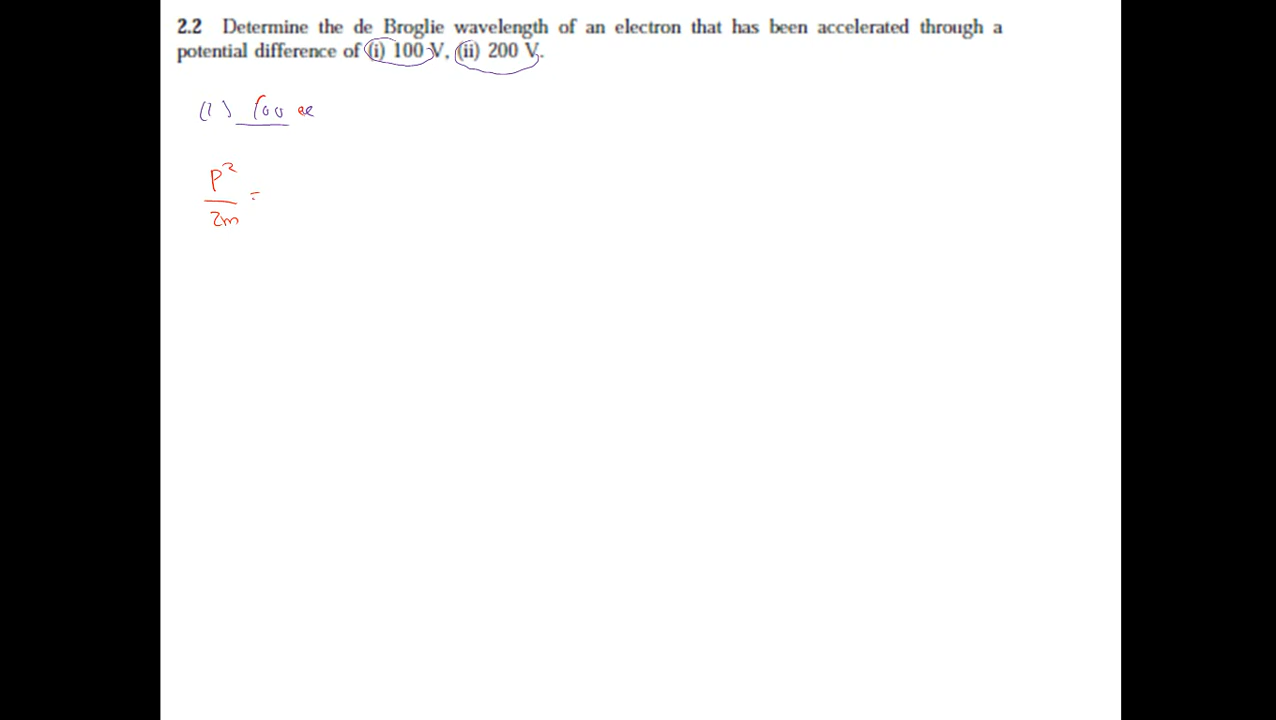 2.2 Determine the de Broglie wavelength of an electron that has been accelerated through a
potential difference of (i) 100 V, (ii) 200 V.
(i) 100
p²
=
2m